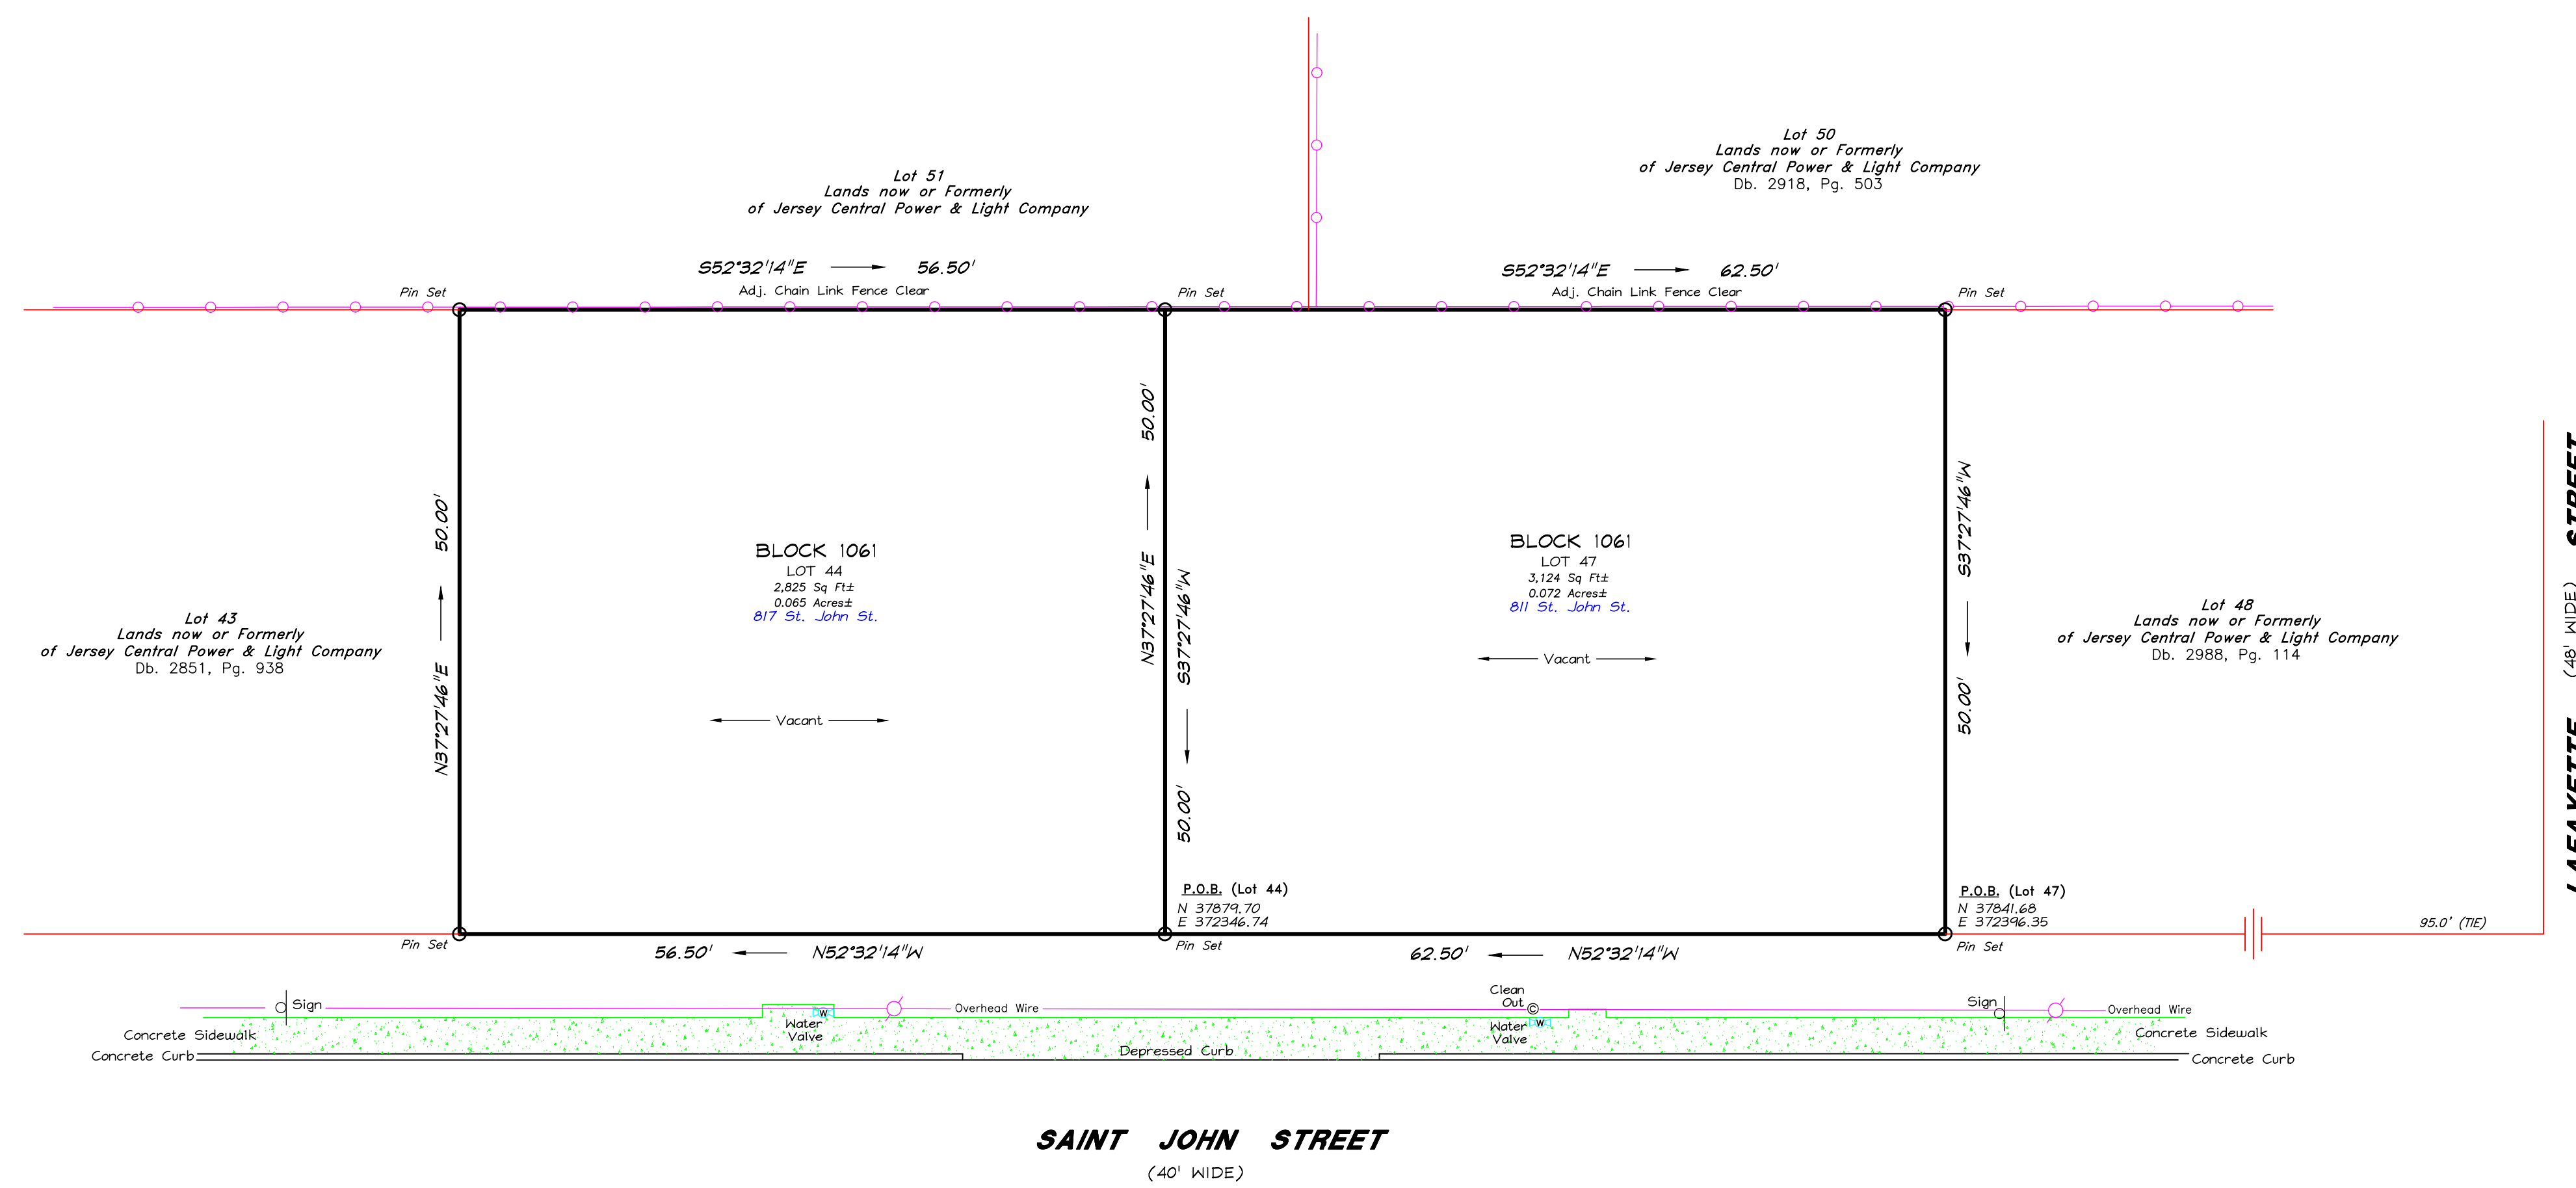 Lot 50
Lands now or Formerly
of Jersey Central Power & Light Company
Db. 2918, Pg. 503
Lot 51
Lands now or Formerly
of Jersey Central Power & Light Company
S52°32'14"E 56.50'
Adj. Chain Link Fence Clear
S52°32'14"E 62.50'
Adj. Chain Link Fence Clear
Pin Set
Pin Set
Pin Set
N37°27'46"E 50.00'
N37°27'46"E 50.00'
S37°27'46"W 50.00'
S37°27'46"W 50.00'
BLOCK 1061
LOT 44
2,825 Sq Ft±
0.065 Acres±
817 St. John St.
Vacant
BLOCK 1061
LOT 47
3,124 Sq Ft±
0.072 Acres±
811 St. John St.
Vacant
Lot 43
Lands now or Formerly
of Jersey Central Power & Light Company
Db. 2851, Pg. 938
Lot 48
Lands now or Formerly
of Jersey Central Power & Light Company
Db. 2988, Pg. 114
LAFAYETTE STREET
(48' WIDE)
P.O.B. (Lot 44)
N 37879.70
E 372346.74
P.O.B. (Lot 47)
N 37841.68
E 372396.35
95.0' (TIE)
Pin Set
Pin Set
Pin Set
56.50' N52°32'14"W
62.50' N52°32'14"W
Sign
Overhead Wire
Clean
Out
©
Sign
Overhead Wire
W
Water
Valve
W
Water
Valve
Concrete Sidewalk
Concrete Sidewalk
Concrete Curb
Depressed Curb
Concrete Curb
SAINT JOHN STREET
(40' WIDE)